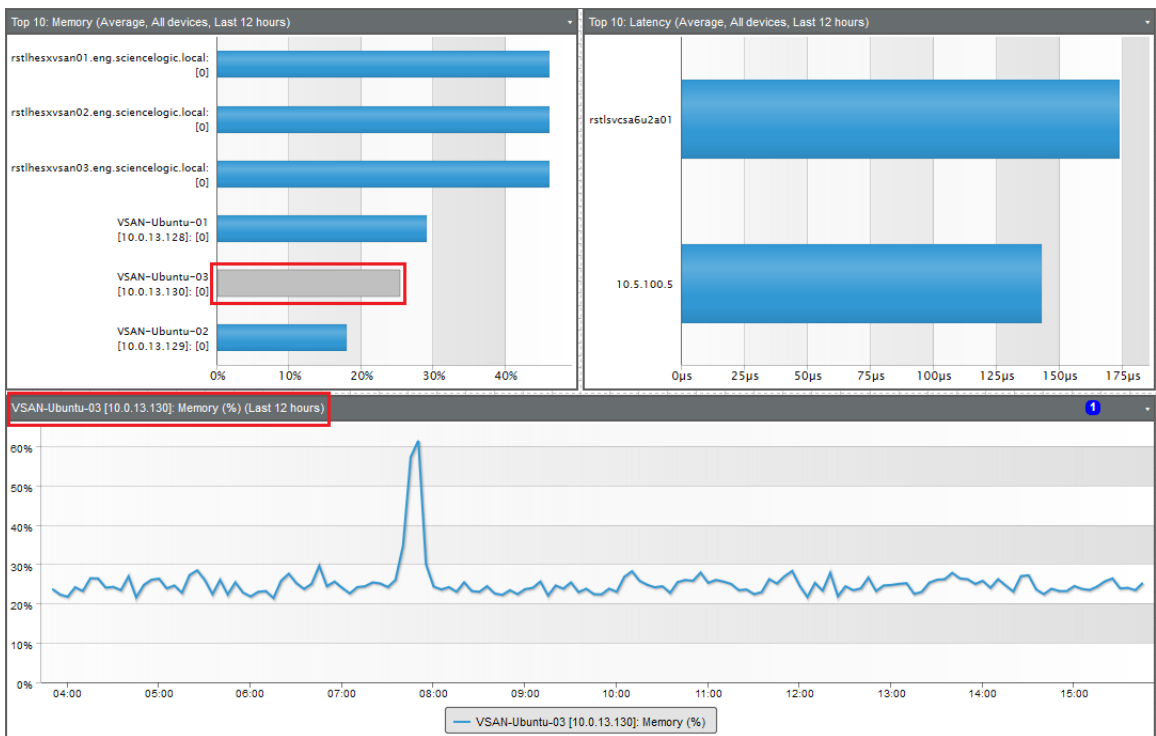 Top 10: Memory (Average, All devices, Last 12 hours)
rstlhesxvsan01.eng.sciencelogic.local:
[0]
rstlhesxvsan02.eng.sciencelogic.local:
[0]
rstlhesxvsan03.eng.sciencelogic.local:
[0]
VSAN-Ubuntu-01
[10.0.13.128]: [0]
VSAN-Ubuntu-03
[10.0.13.130]: [0]
VSAN-Ubuntu-02
[10.0.13.129]: [0]
0% 10% 20% 30% 40%
Top 10: Latency (Average, All devices, Last 12 hours)
rstlsvcsa6u2a01
10.5.100.5
0μs 25μs 50μs 75μs 100μs 125μs 150μs 175μs
VSAN-Ubuntu-03 [10.0.13.130]: Memory (%) (Last 12 hours)
1
60%
50%
40%
30%
20%
10%
0%
04:00 05:00 06:00 07:00 08:00 09:00 10:00 11:00 12:00 13:00 14:00 15:00
VSAN-Ubuntu-03 [10.0.13.130]: Memory (%)